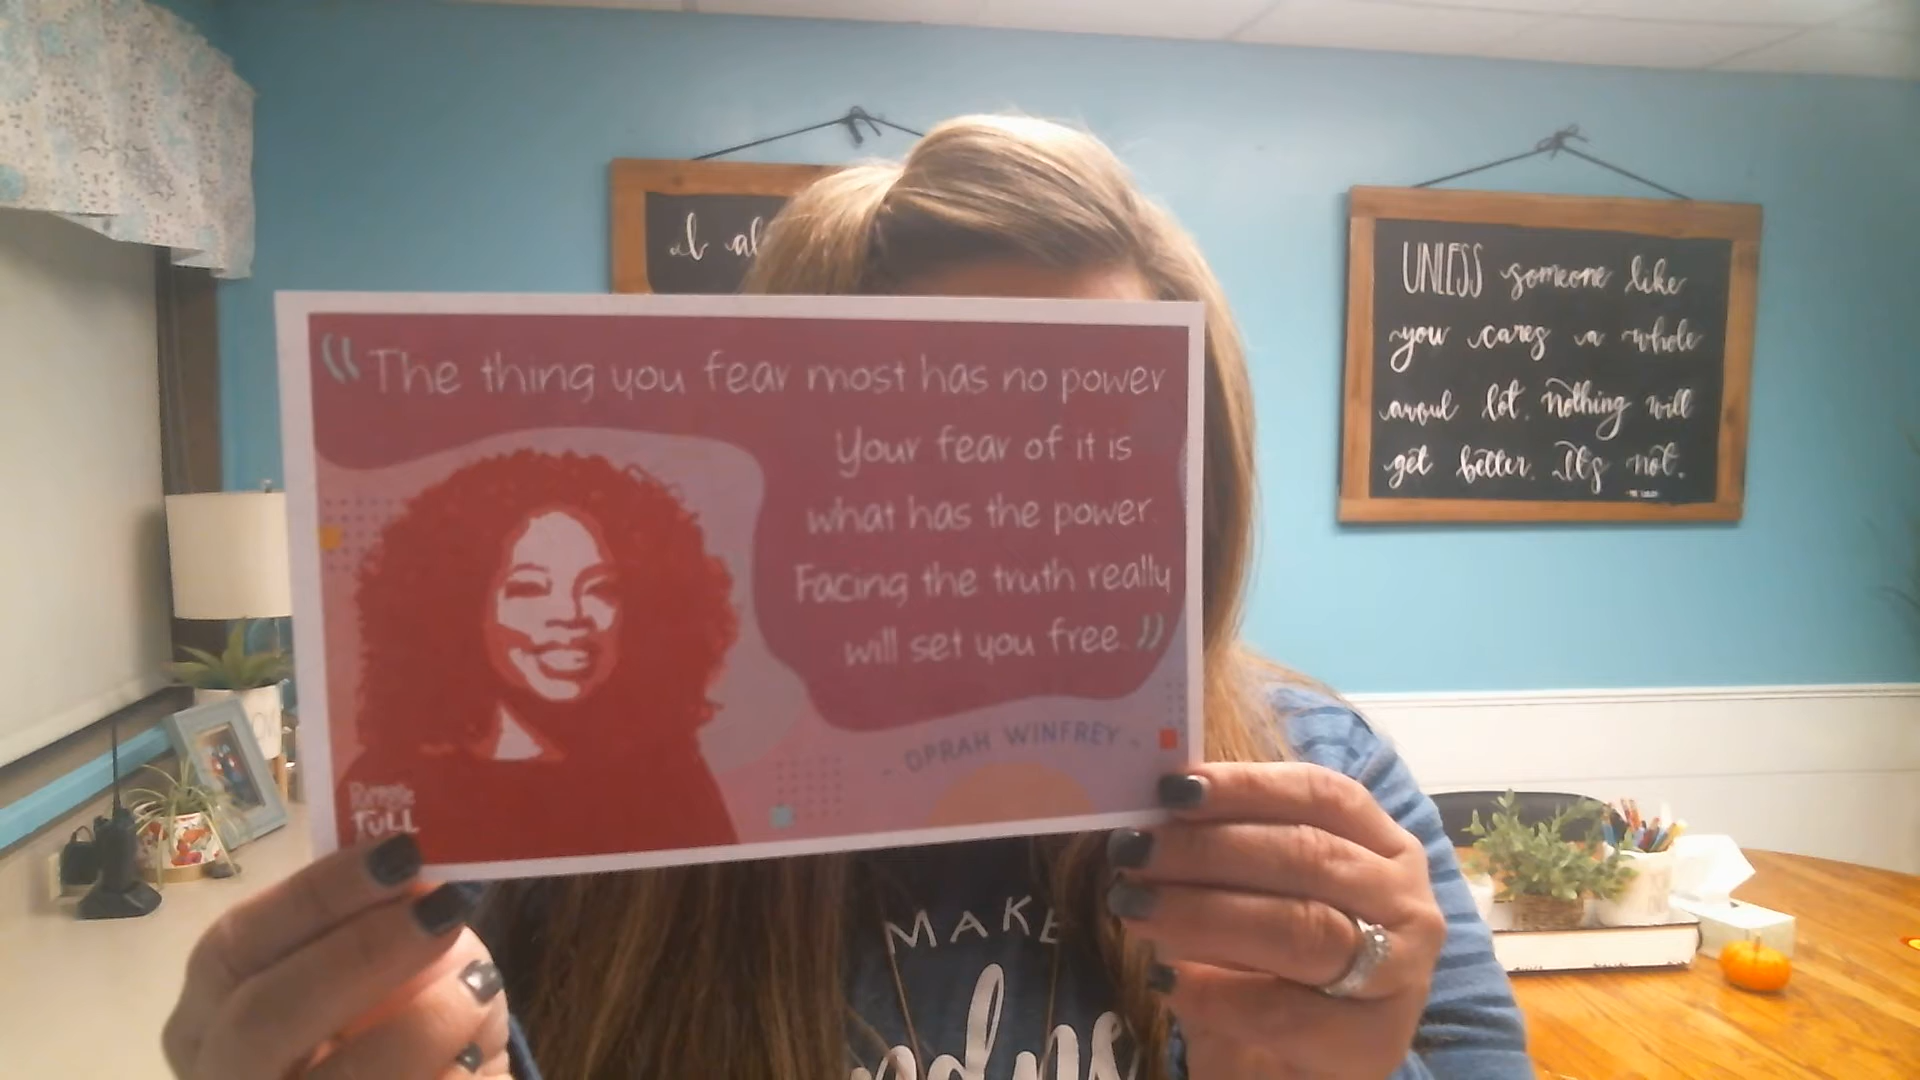 I al
UNLESS someone like
you cares a whole
awful lot. Nothing will
get better. It's not.
“The thing you fear most has no power
Your fear of it is
what has the power.
Facing the truth really
will set you free.”
- OPRAH WINFREY -
FULL
MAKE